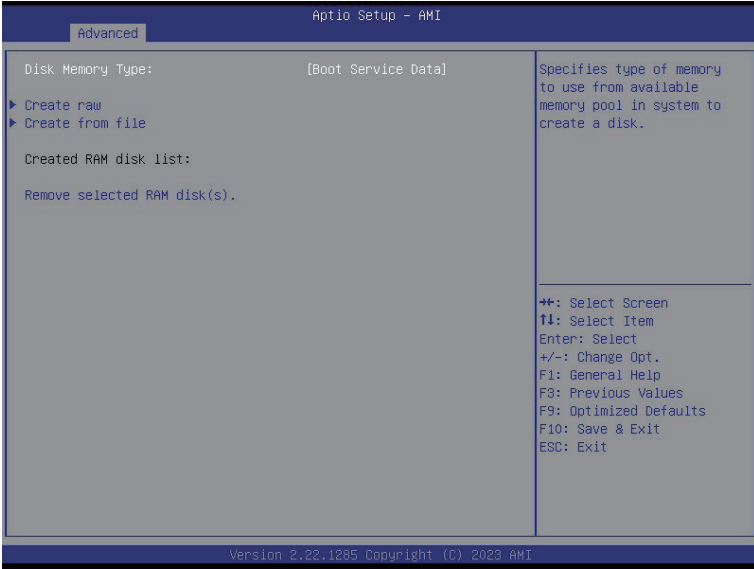 Aptio Setup – AMI
Advanced
Disk Memory Type: [Boot Service Data]
Create raw
Create from file
Created RAM disk list:
Remove selected RAM disk(s).
Specifies type of memory
to use from available
memory pool in system to
create a disk.
→←: Select Screen
↑↓: Select Item
Enter: Select
+/-: Change Opt.
F1: General Help
F3: Previous Values
F9: Optimized Defaults
F10: Save & Exit
ESC: Exit
Version 2.22.1285 Copyright (C) 2023 AMI